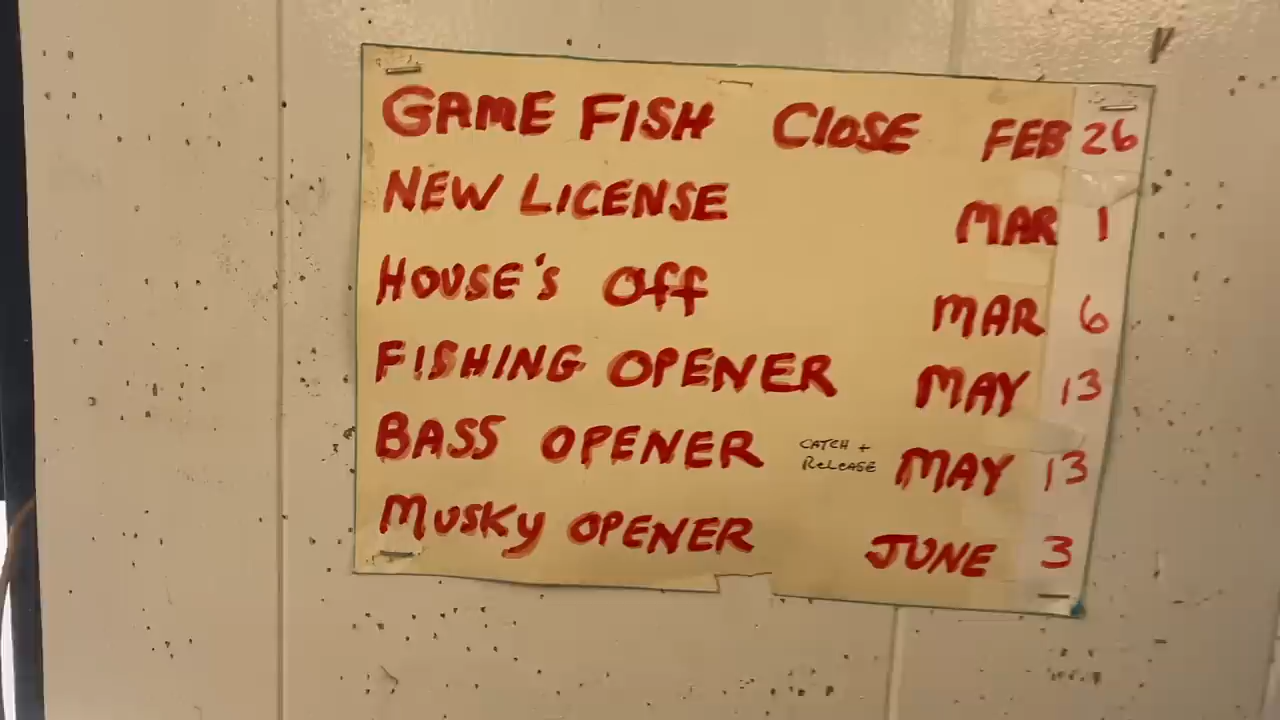 GAME FISH CloSE FEB 26
NEW LICENSE MAR 1
HOUSE'S Off MAR 6
FISHING OPENER MAY 13
BASS OPENER CATCH + ReLeASE MAY 13
MUSKy OPENER JUNE 3